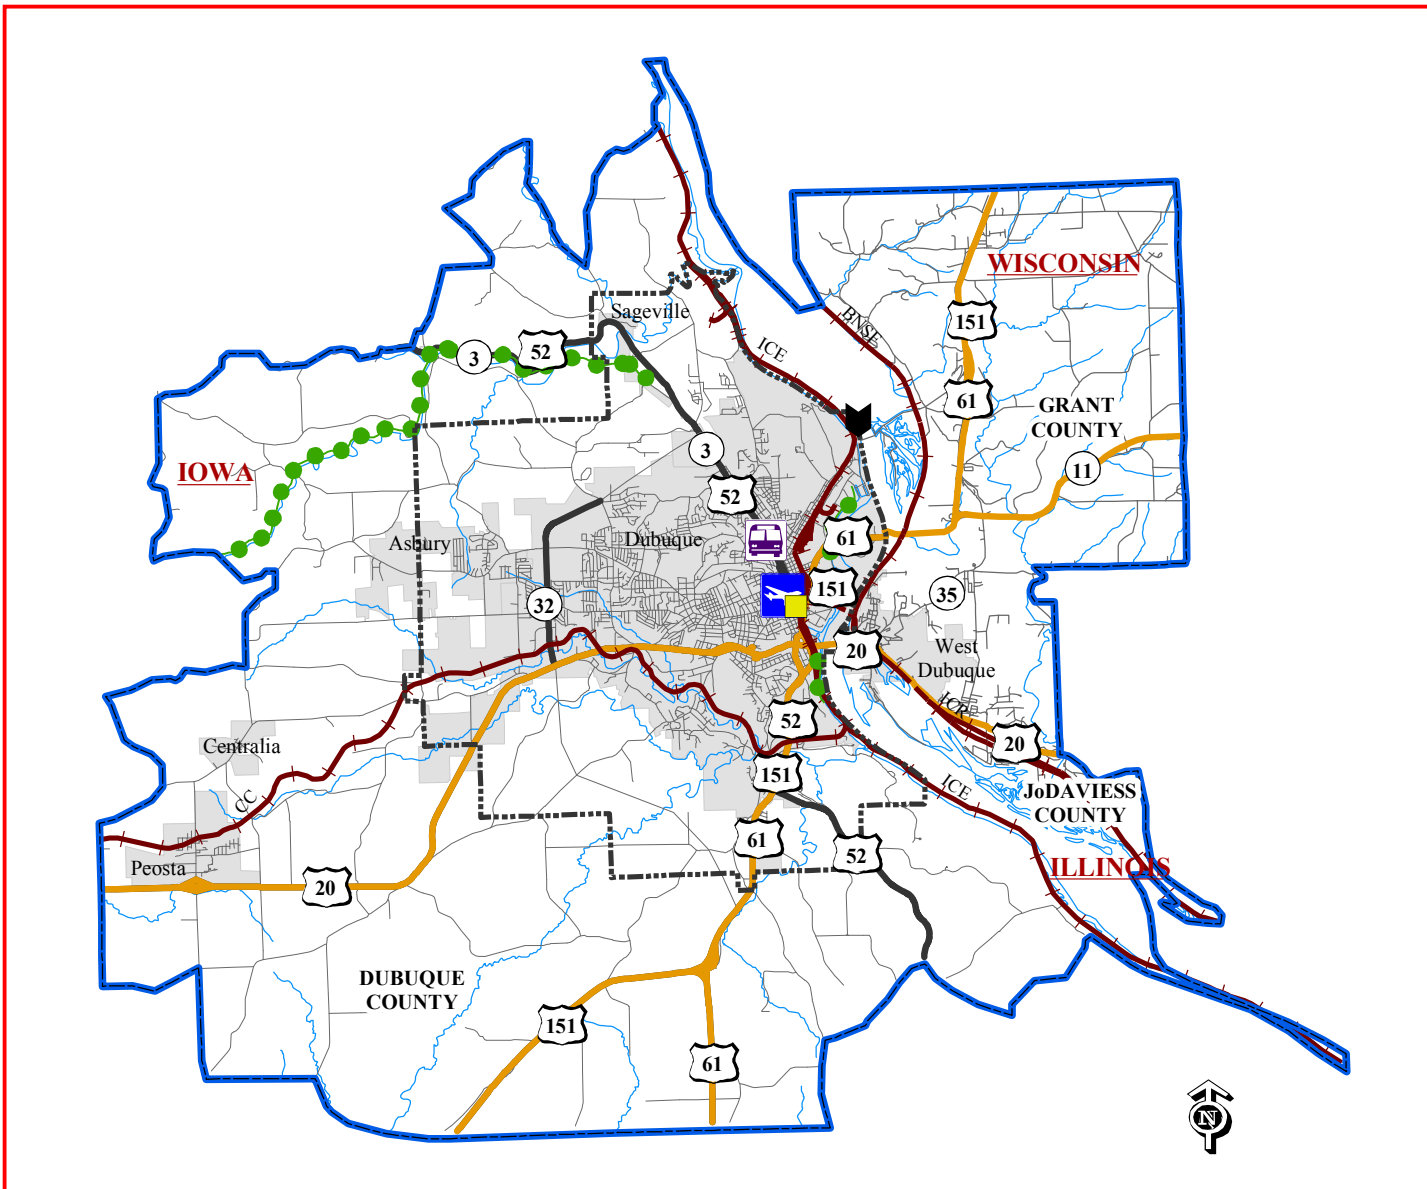 WISCONSIN
Sageville
BNSF
151
ICE
52
3
61
GRANT
COUNTY
3
11
IOWA
52
Asbury
Dubuque
61
151
35
32
20
West
Dubuque
ICR
52
Centralia
20
151
ICE
JoDAVIESS
COUNTY
CC
61
52
Peosta
ILLINOIS
20
DUBUQUE
COUNTY
151
61
N